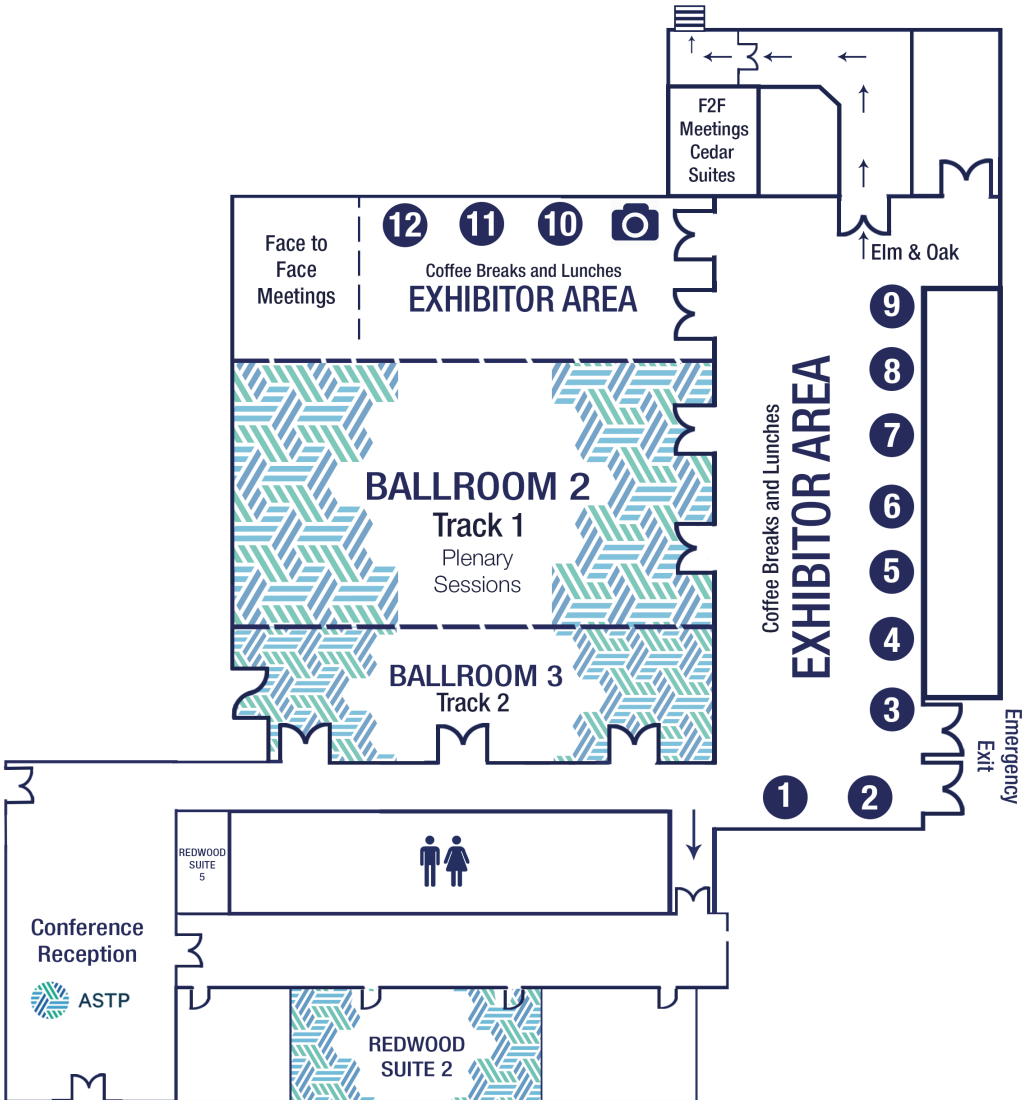 F2F
Meetings
Cedar
Suites
Elm & Oak
Face to
Face
Meetings
12
11
10
Coffee Breaks and Lunches
EXHIBITOR AREA
9
8
7
6
5
4
3
2
1
Coffee Breaks and Lunches
EXHIBITOR AREA
BALLROOM 2
Track 1
Plenary
Sessions
BALLROOM 3
Track 2
Emergency
Exit
REDWOOD
SUITE
5
Conference
Reception
ASTP
REDWOOD
SUITE 2